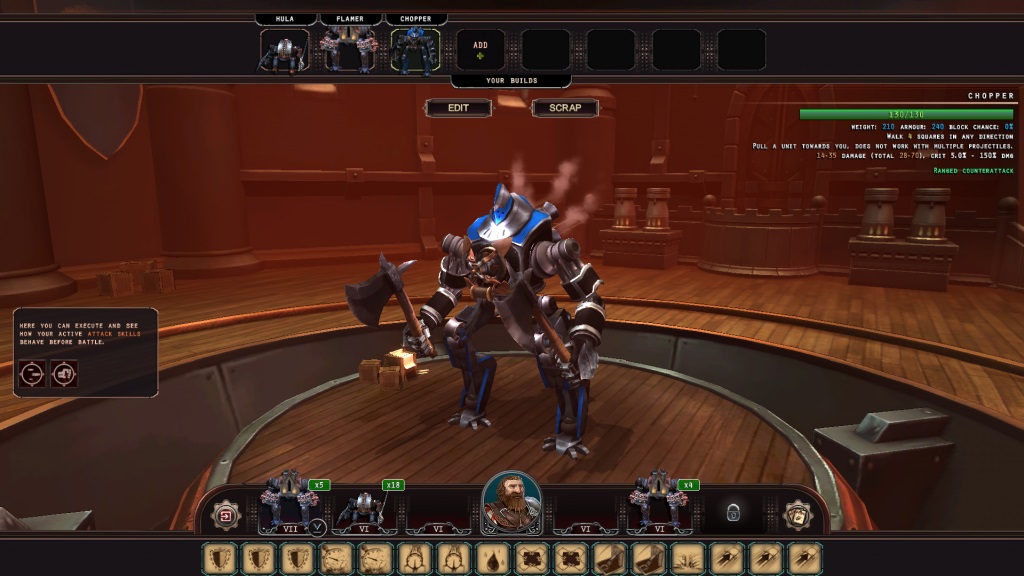 HULA FLAMER CHOPPER
ADD
YOUR BUILDS
EDIT SCRAP
CHOPPER
130/130
WEIGHT: 210 ARMOUR: 240 BLOCK CHANCE: 0%
WALK 4 SQUARES IN ANY DIRECTION
PULL A UNIT TOWARDS YOU, DOES NOT WORK WITH MULTIPLE PROJECTILES.
14-35 DAMAGE (TOTAL 28-70), CRIT 5.0% - 150% DMG
RANGED COUNTERATTACK
HERE YOU CAN EXECUTE AND SEE
HOW YOUR ACTIVE ATTACK SKILLS
BEHAVE BEFORE BATTLE.
x5 x18 x4
VII VI VI VI VI